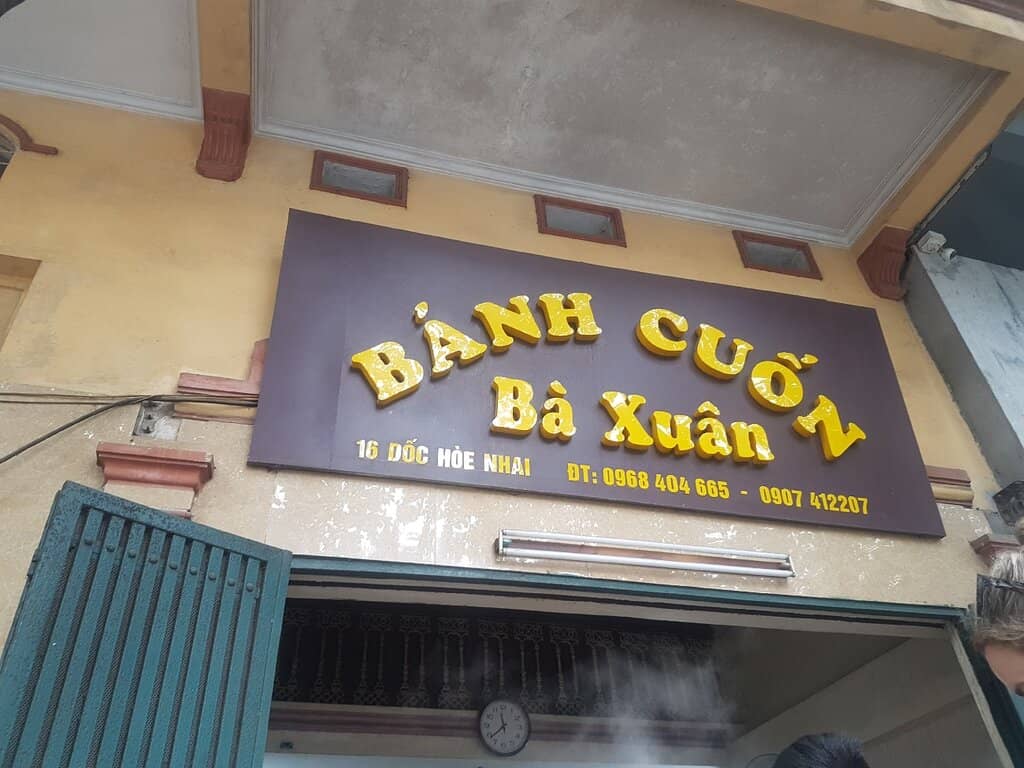 BÁNH CUỐN
Bà Xuân
16 DỐC HÒE NHAI ĐT: 0968 404 665 - 0907 412207